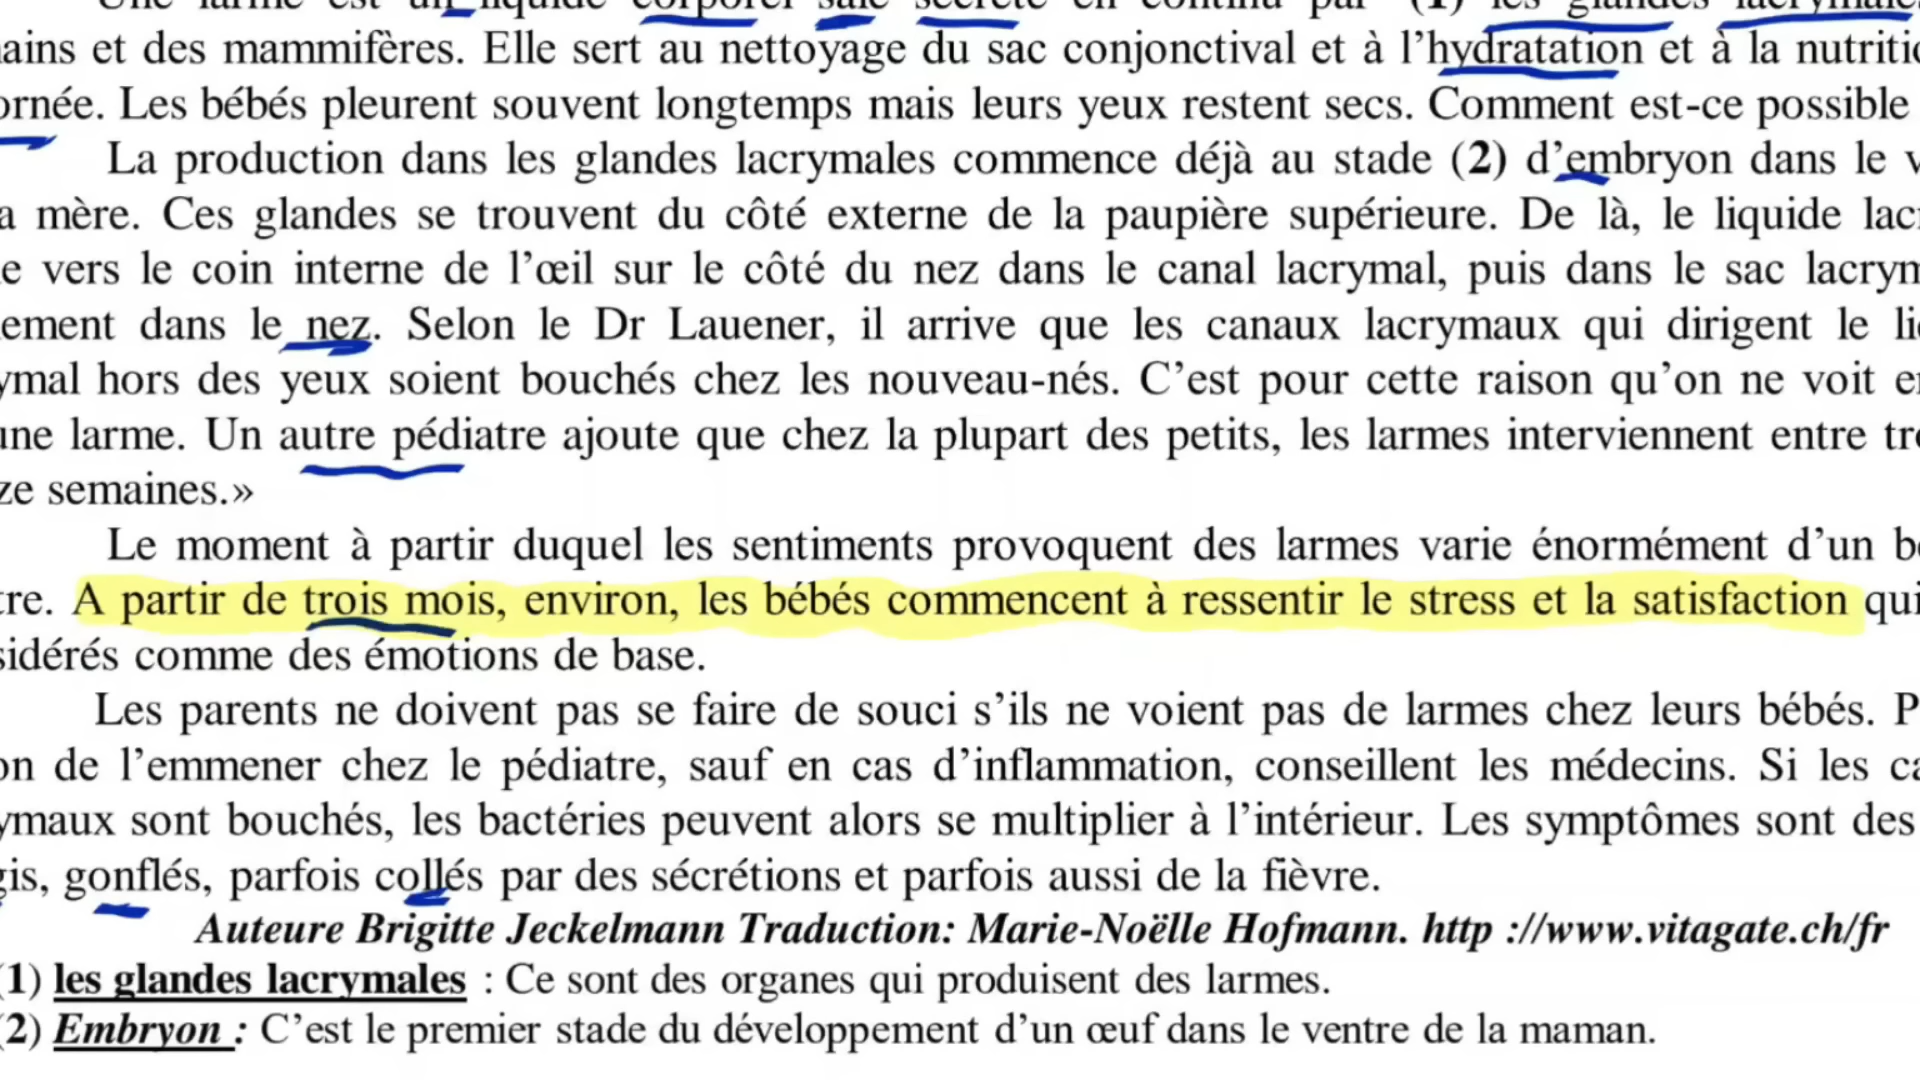 Une larme est un liquide corporel salé sécrété en continu par (1) les glandes lacrymales
ains et des mammifères. Elle sert au nettoyage du sac conjonctival et à l’hydratation et à la nutriti
ornée. Les bébés pleurent souvent longtemps mais leurs yeux restent secs. Comment est-ce possible
La production dans les glandes lacrymales commence déjà au stade (2) d’embryon dans le v
a mère. Ces glandes se trouvent du côté externe de la paupière supérieure. De là, le liquide lac
e vers le coin interne de l’œil sur le côté du nez dans le canal lacrymal, puis dans le sac lacrym
lement dans le nez. Selon le Dr Lauener, il arrive que les canaux lacrymaux qui dirigent le li
ymal hors des yeux soient bouchés chez les nouveau-nés. C’est pour cette raison qu’on ne voit e
une larme. Un autre pédiatre ajoute que chez la plupart des petits, les larmes interviennent entre tr
ze semaines.»
Le moment à partir duquel les sentiments provoquent des larmes varie énormément d’un b
tre. A partir de trois mois, environ, les bébés commencent à ressentir le stress et la satisfaction qui
sidérés comme des émotions de base.
Les parents ne doivent pas se faire de souci s’ils ne voient pas de larmes chez leurs bébés. P
on de l’emmener chez le pédiatre, sauf en cas d’inflammation, conseillent les médecins. Si les ca
ymaux sont bouchés, les bactéries peuvent alors se multiplier à l’intérieur. Les symptômes sont des
gis, gonflés, parfois collés par des sécrétions et parfois aussi de la fièvre.
Auteure Brigitte Jeckelmann Traduction: Marie-Noëlle Hofmann. http ://www.vitagate.ch/fr
(1) les glandes lacrymales : Ce sont des organes qui produisent des larmes.
(2) Embryon : C’est le premier stade du développement d’un œuf dans le ventre de la maman.